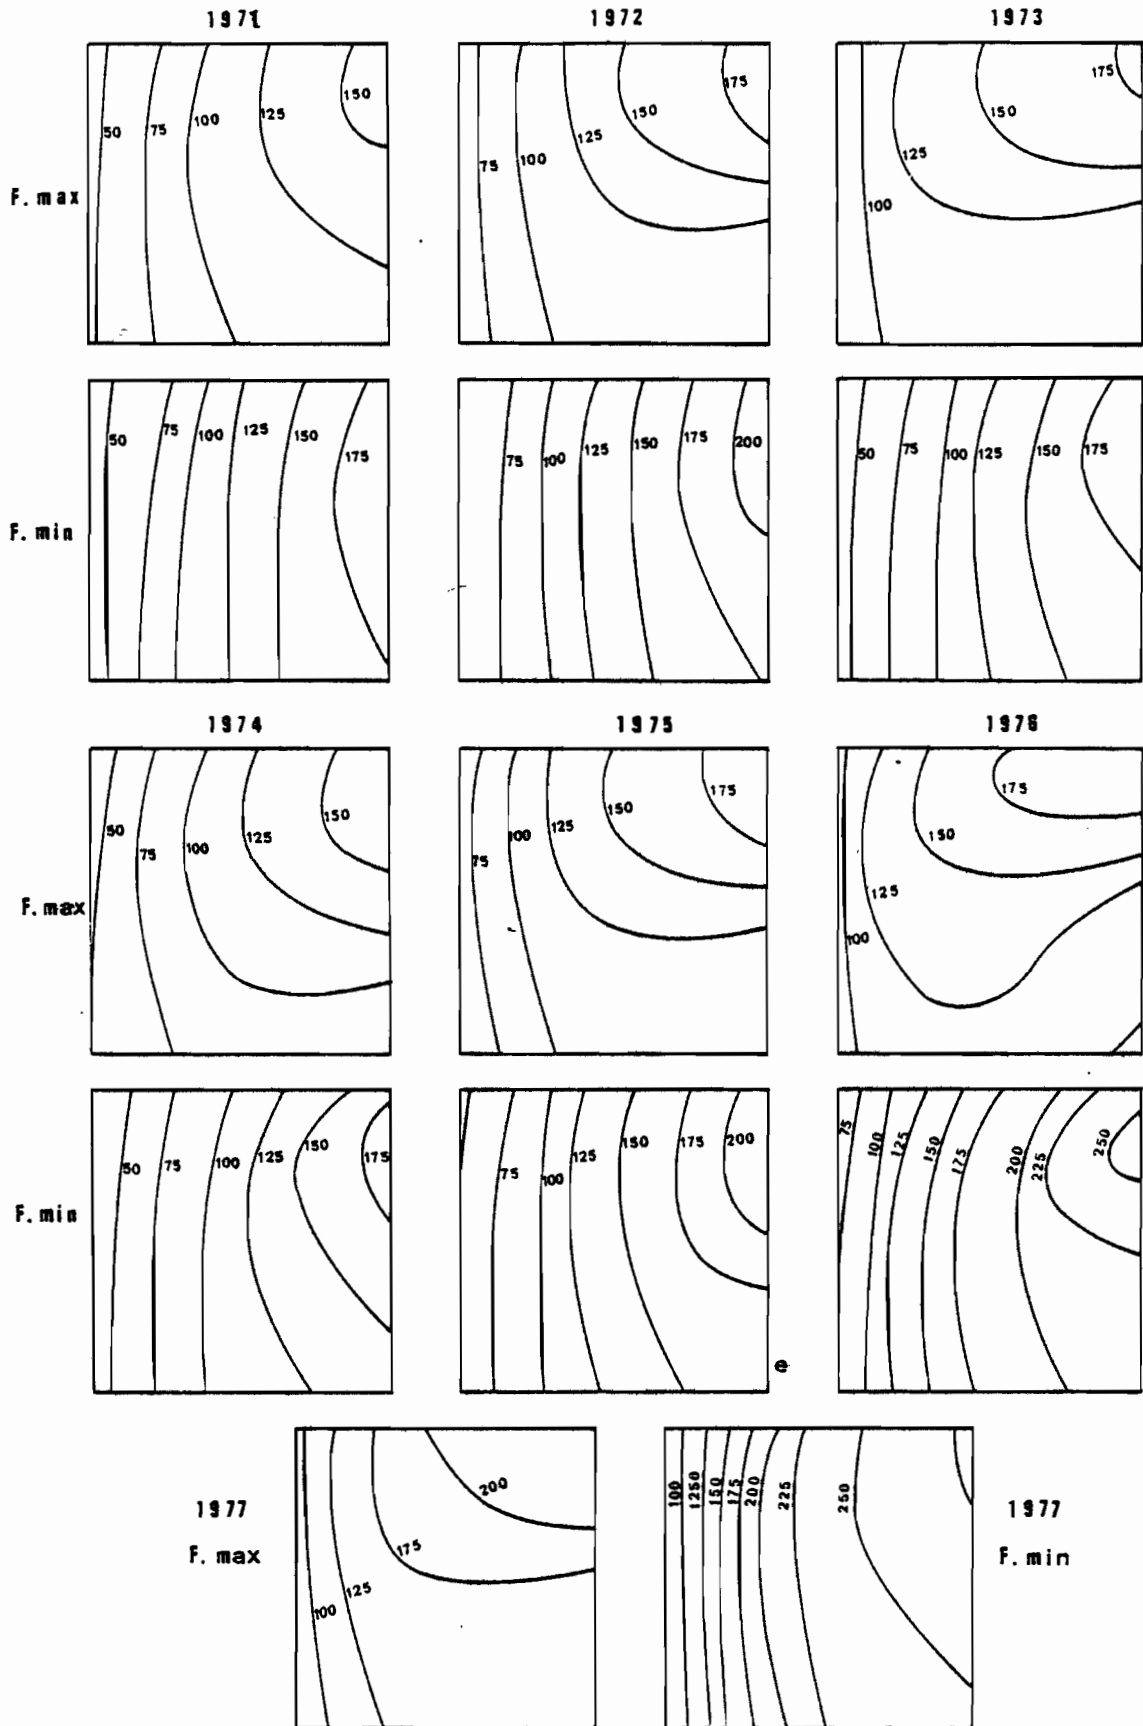 1971 1972 1973
F. max
50 75 100 125 150
75 100 125 150 175
100 125 150 175
F. min
50 75 100 125 150 175
75 100 125 150 175 200
50 75 100 125 150 175
1974 1975 1976
F. max
50 75 100 125 150
75 100 125 150 175
100 125 150 175
F. min
50 75 100 125 150 175
75 100 125 150 175 200
75 100 125 150 175 200 225 250
e
1977
F. max
100 125 175 200
100 1250 150 175 200 225 250
1977
F. min